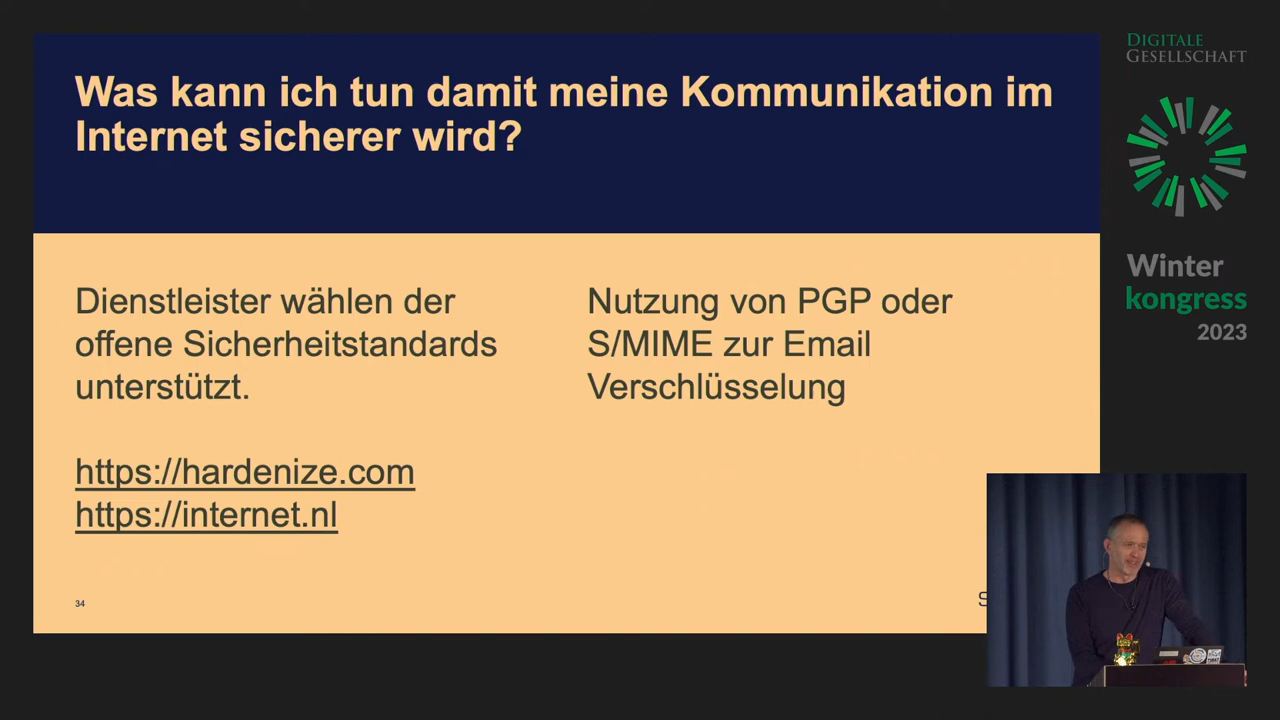 Was kann ich tun damit meine Kommunikation im
Internet sicherer wird?
Dienstleister wählen der
offene Sicherheitstandards
unterstützt.
https://hardenize.com
https://internet.nl
Nutzung von PGP oder
S/MIME zur Email
Verschlüsselung
34
S
DIGITALE
GESELLSCHAFT
Winter
kongress
2023